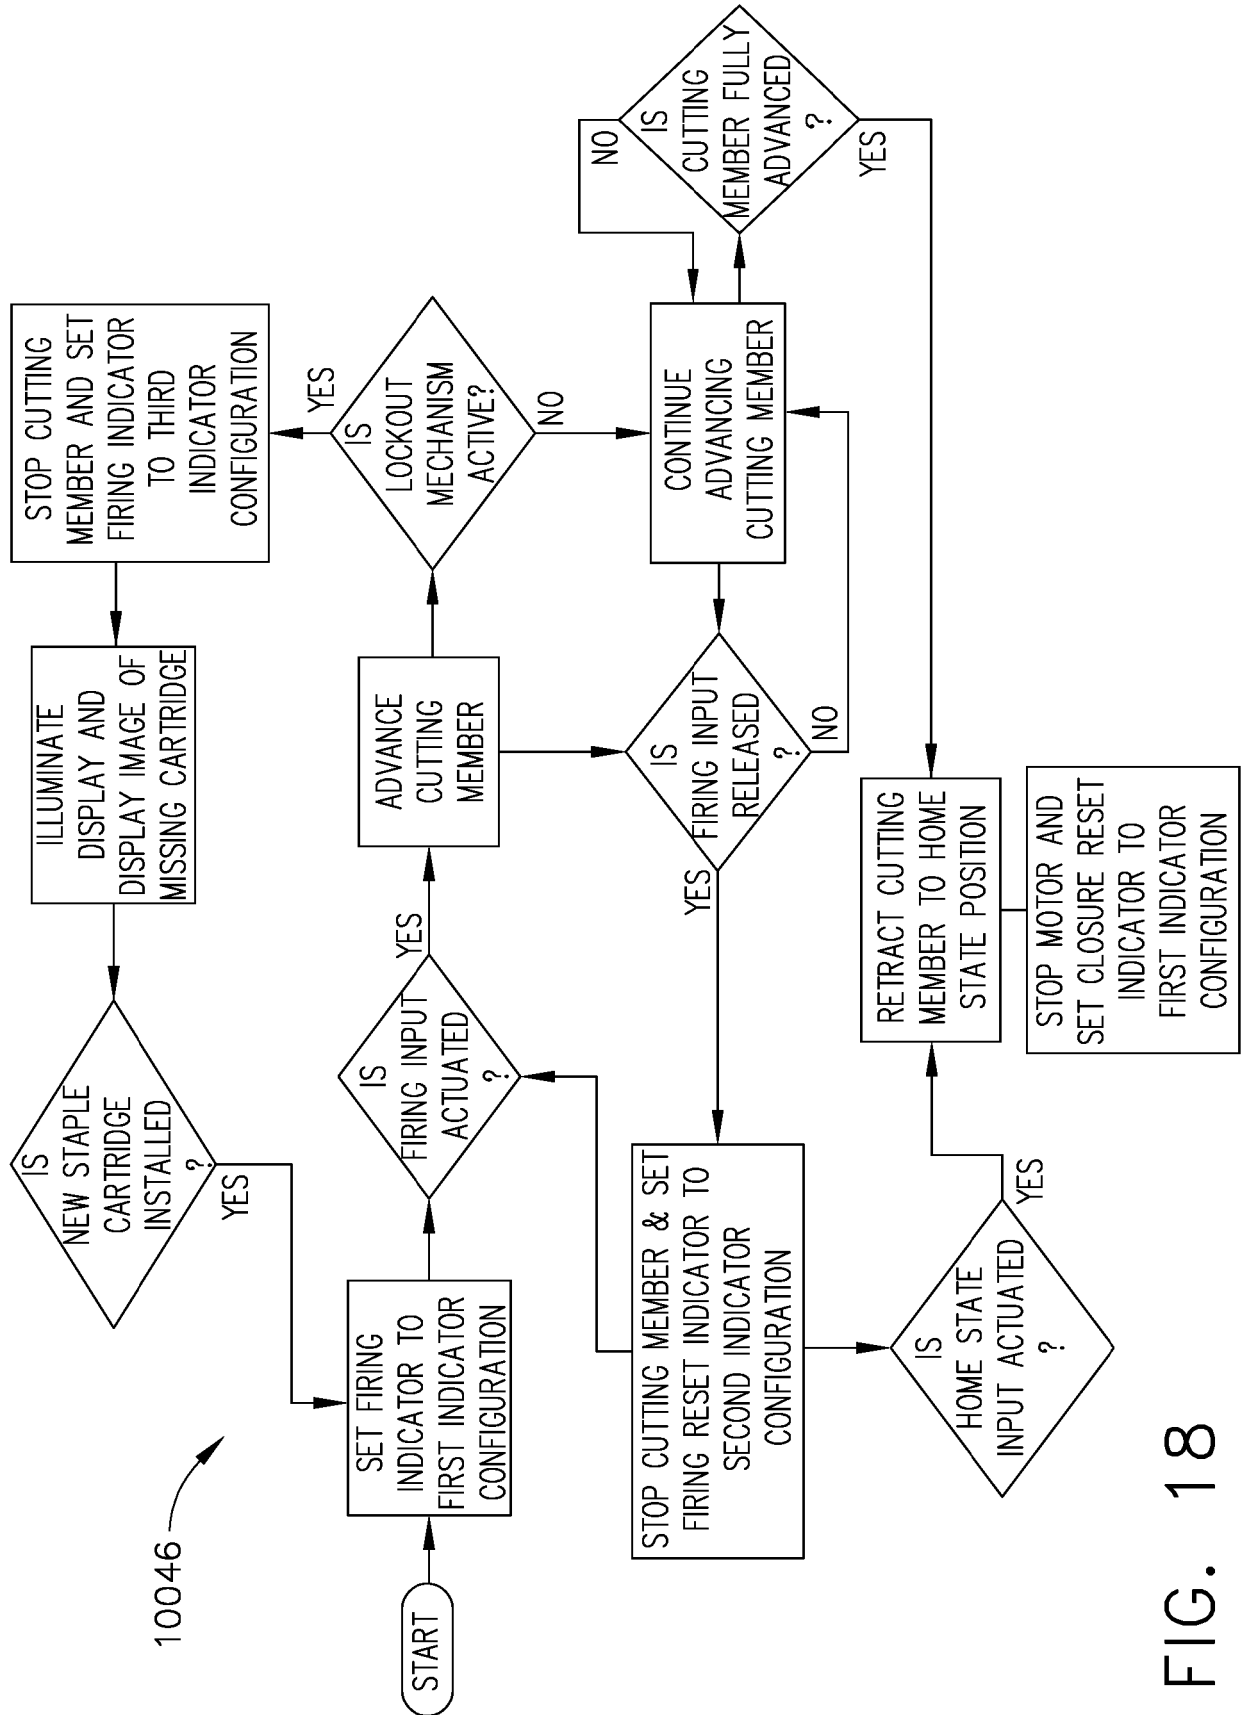 10046
START
SET FIRING
INDICATOR TO
FIRST INDICATOR
CONFIGURATION
IS
FIRING INPUT
ACTUATED
?
YES
ADVANCE
CUTTING
MEMBER
IS
LOCKOUT
MECHANISM
ACTIVE?
YES
NO
STOP CUTTING
MEMBER AND SET
FIRING INDICATOR
TO THIRD
INDICATOR
CONFIGURATION
ILLUMINATE
DISPLAY AND
DISPLAY IMAGE OF
MISSING CARTRIDGE
IS
NEW STAPLE
CARTRIDGE
INSTALLED
?
YES
CONTINUE
ADVANCING
CUTTING MEMBER
IS
CUTTING
MEMBER FULLY
ADVANCED
?
NO
YES
IS
FIRING INPUT
RELEASED
?
NO
YES
STOP CUTTING MEMBER & SET
FIRING RESET INDICATOR TO
SECOND INDICATOR
CONFIGURATION
IS
HOME STATE
INPUT ACTUATED
?
YES
RETRACT CUTTING
MEMBER TO HOME
STATE POSITION
STOP MOTOR AND
SET CLOSURE RESET
INDICATOR TO
FIRST INDICATOR
CONFIGURATION
FIG. 18